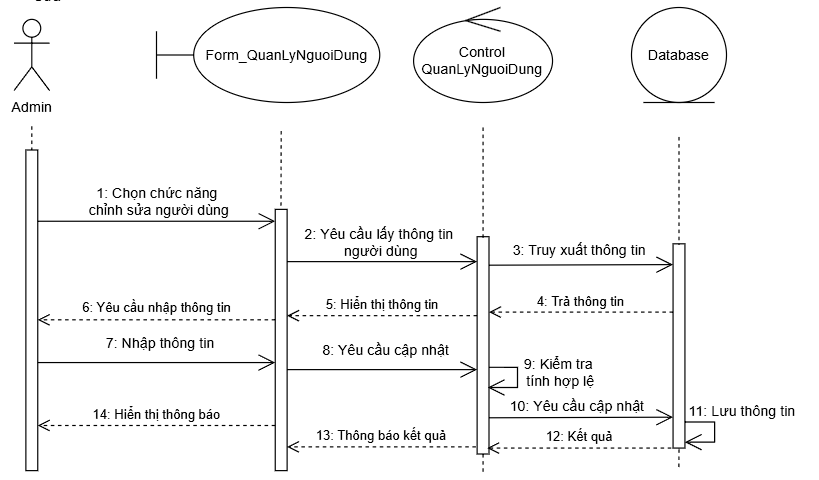 Admin
Form_QuanLyNguoiDung
Control
QuanLyNguoiDung
Database
1: Chọn chức năng
chỉnh sửa người dùng
2: Yêu cầu lấy thông tin
người dùng
3: Truy xuất thông tin
4: Trả thông tin
5: Hiển thị thông tin
6: Yêu cầu nhập thông tin
7: Nhập thông tin
8: Yêu cầu cập nhật
9: Kiểm tra
tính hợp lệ
10: Yêu cầu cập nhật
11: Lưu thông tin
12: Kết quả
13: Thông báo kết quả
14: Hiển thị thông báo